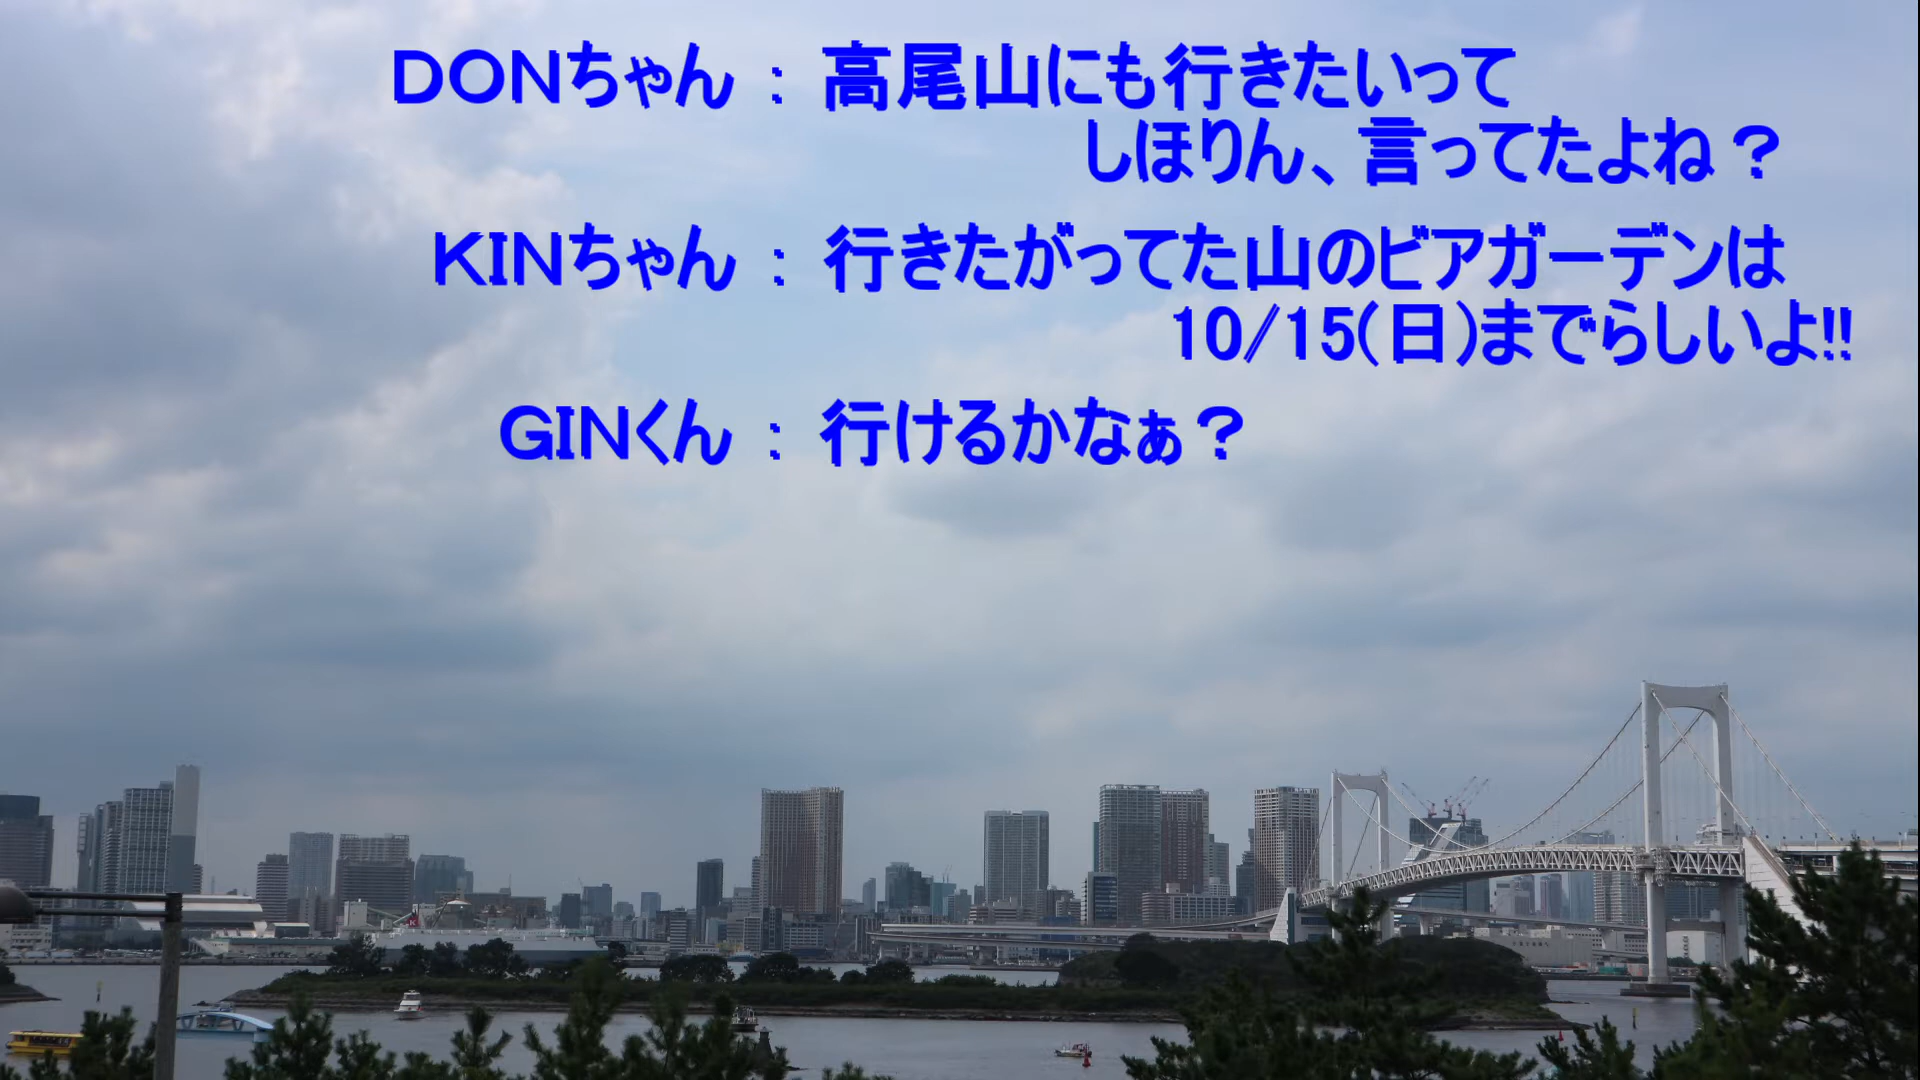 DONちゃん : 高尾山にも行きたいって
しほりん、言ってたよね？
KINちゃん : 行きたがってた山のビアガーデンは
10/15(日)までらしいよ!!
GINくん : 行けるかなぁ？